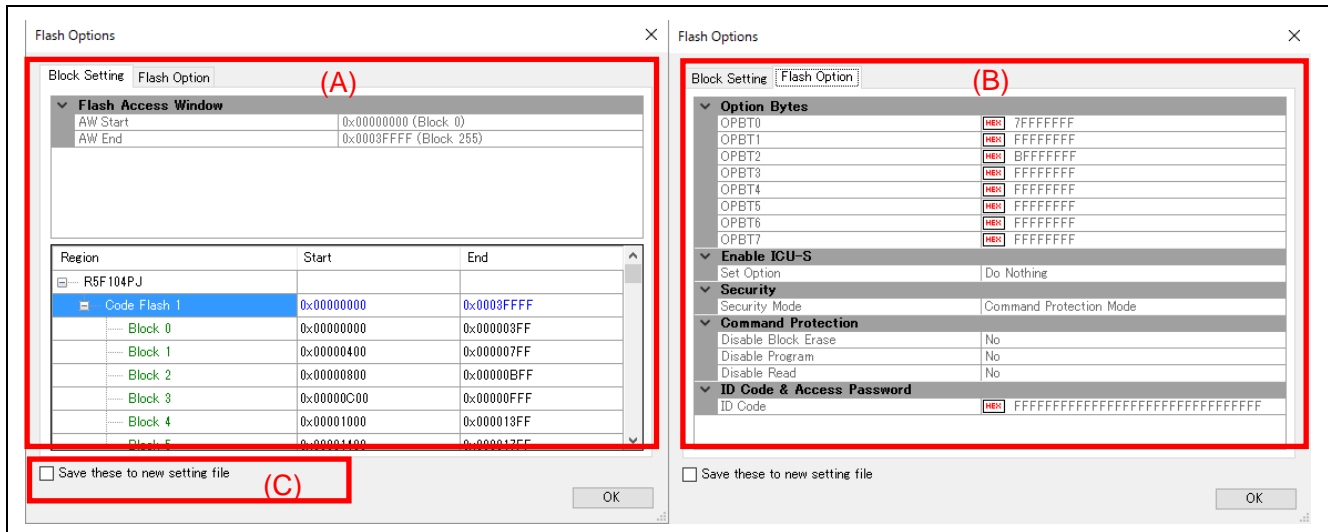 Flash Options
Block Setting Flash Option
(A)
Flash Access Window
AW Start 0x00000000 (Block 0)
AW End 0x0003FFFF (Block 255)
Region Start End
R5F104PJ
Code Flash 1 0x00000000 0x0003FFFF
Block 0 0x00000000 0x000003FF
Block 1 0x00000400 0x000007FF
Block 2 0x00000800 0x00000BFF
Block 3 0x00000C00 0x00000FFF
Block 4 0x00001000 0x000013FF
Block 5 0x00001400 0x000017FF
Save these to new setting file
(C)
OK
Flash Options
Block Setting Flash Option
(B)
Option Bytes
OPBT0 HEX 7FFFFFFF
OPBT1 HEX FFFFFFFF
OPBT2 HEX BFFFFFFF
OPBT3 HEX FFFFFFFF
OPBT4 HEX FFFFFFFF
OPBT5 HEX FFFFFFFF
OPBT6 HEX FFFFFFFF
OPBT7 HEX FFFFFFFF
Enable ICU-S
Set Option Do Nothing
Security
Security Mode Command Protection Mode
Command Protection
Disable Block Erase No
Disable Program No
Disable Read No
ID Code & Access Password
ID Code HEX FFFFFFFFFFFFFFFFFFFFFFFFFFFFFFFF
Save these to new setting file
OK